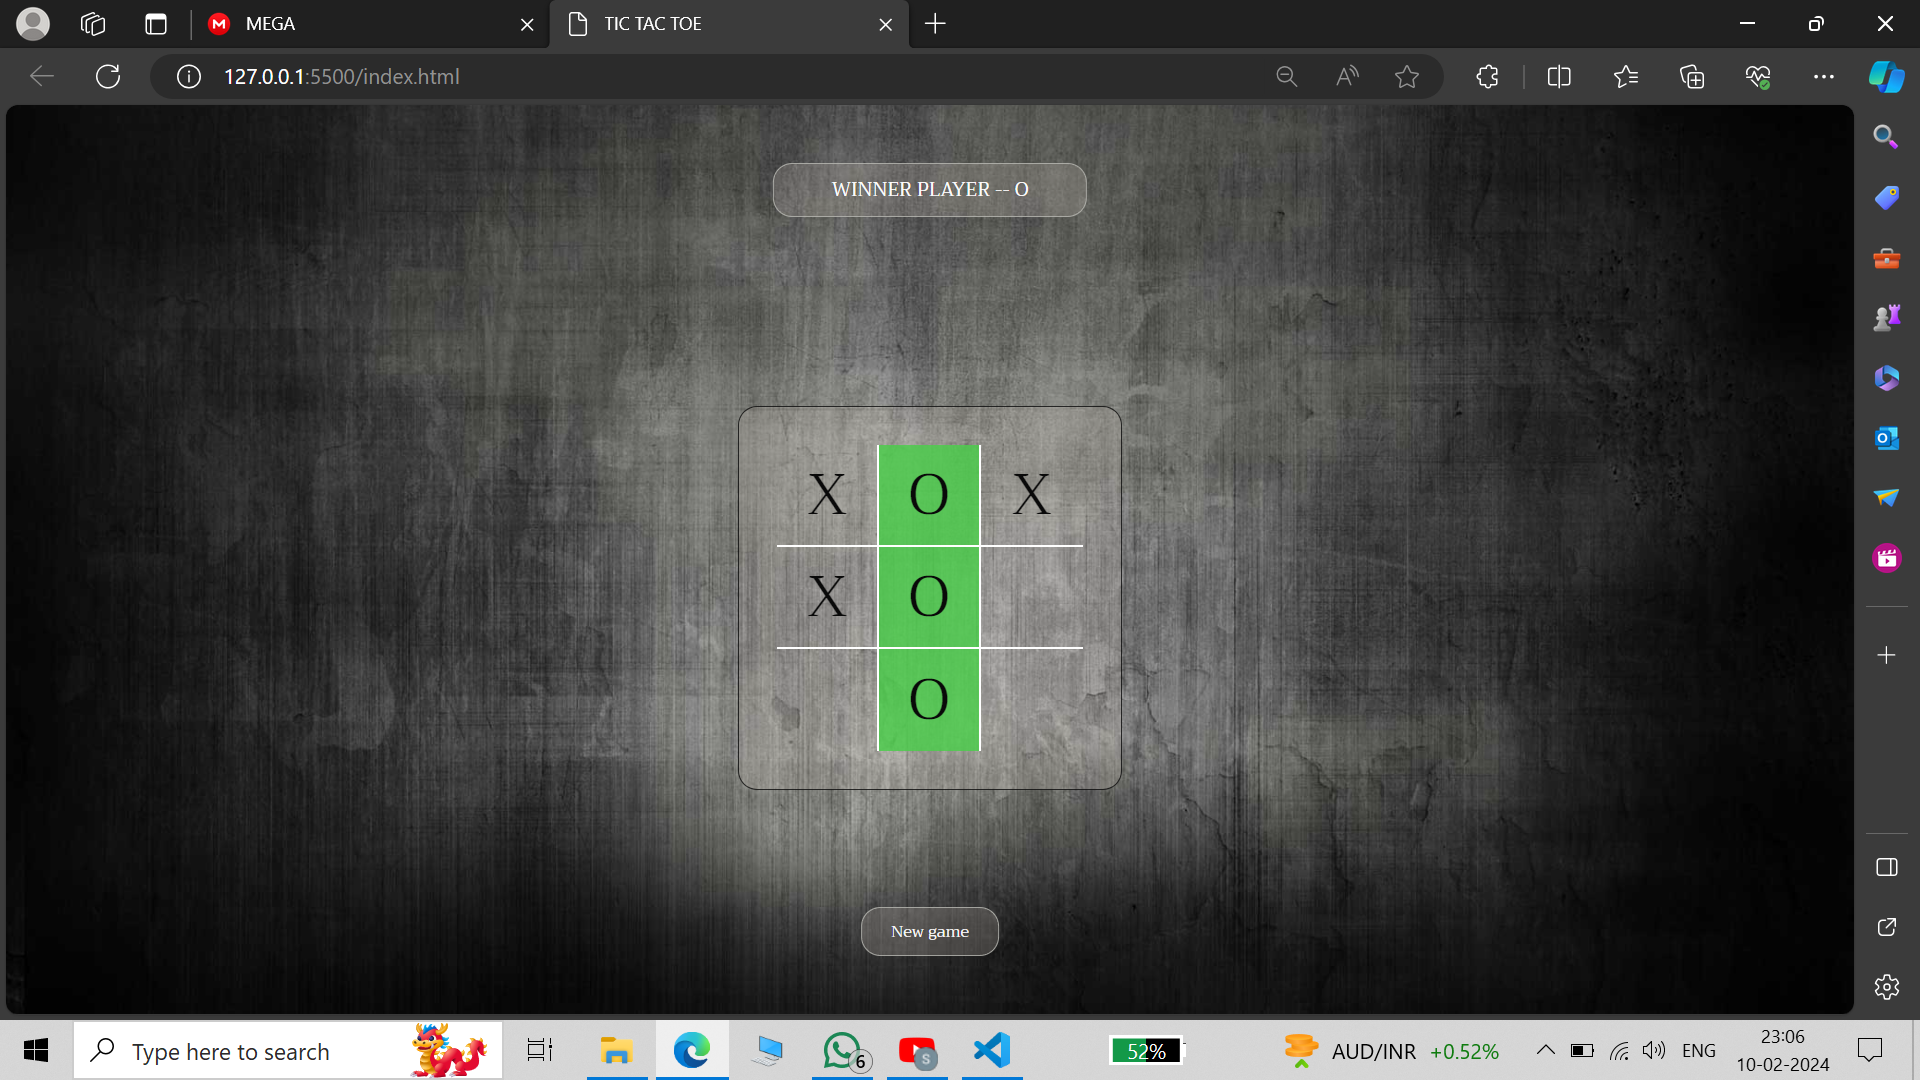 MEGA
TIC TAC TOE
127.0.0.1:5500/index.html
WINNER PLAYER -- O
X O X
X O
O
New game
Type here to search
6
S
52%
AUD/INR +0.52%
ENG
23:06
10-02-2024